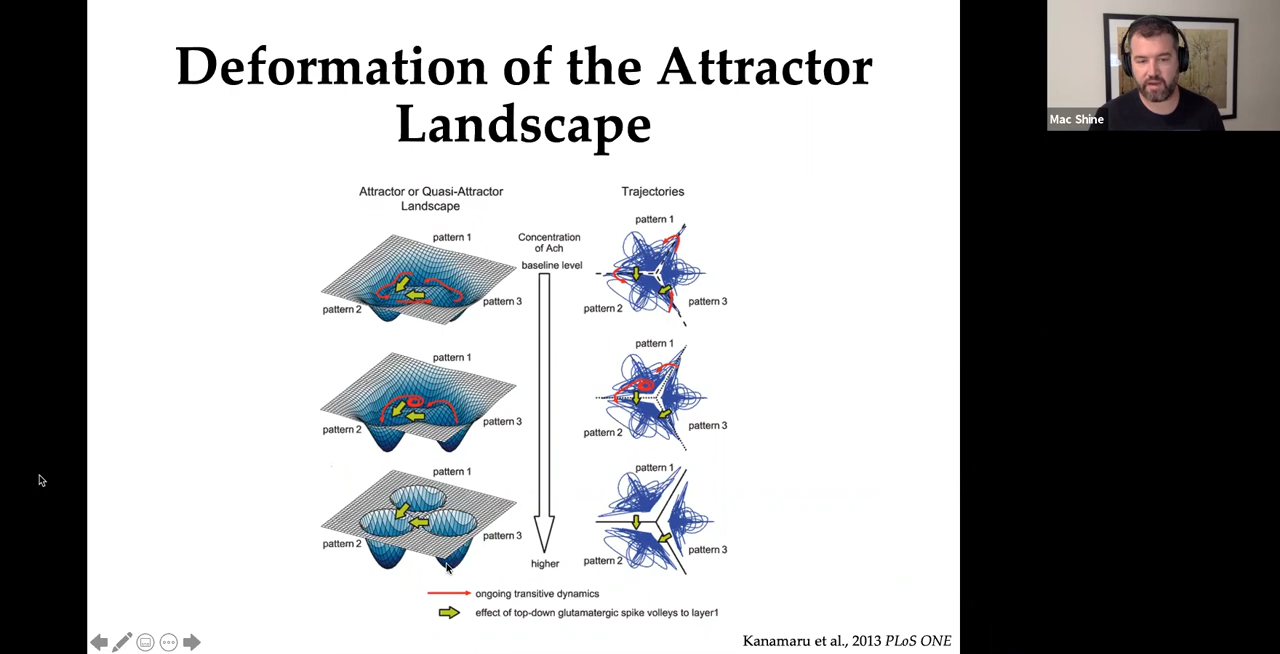 Deformation of the Attractor
Landscape
Mac Shine
Attractor or Quasi-Attractor
Landscape
Trajectories
pattern 1
pattern 2
pattern 3
Concentration
of Ach
baseline level
pattern 1
pattern 2
pattern 3
pattern 1
pattern 2
pattern 3
pattern 1
pattern 2
pattern 3
pattern 1
pattern 2
pattern 3
higher
pattern 1
pattern 2
pattern 3
ongoing transitive dynamics
effect of top-down glutamergic spike volleys to layer1
Kanamaru et al., 2013 PLoS ONE